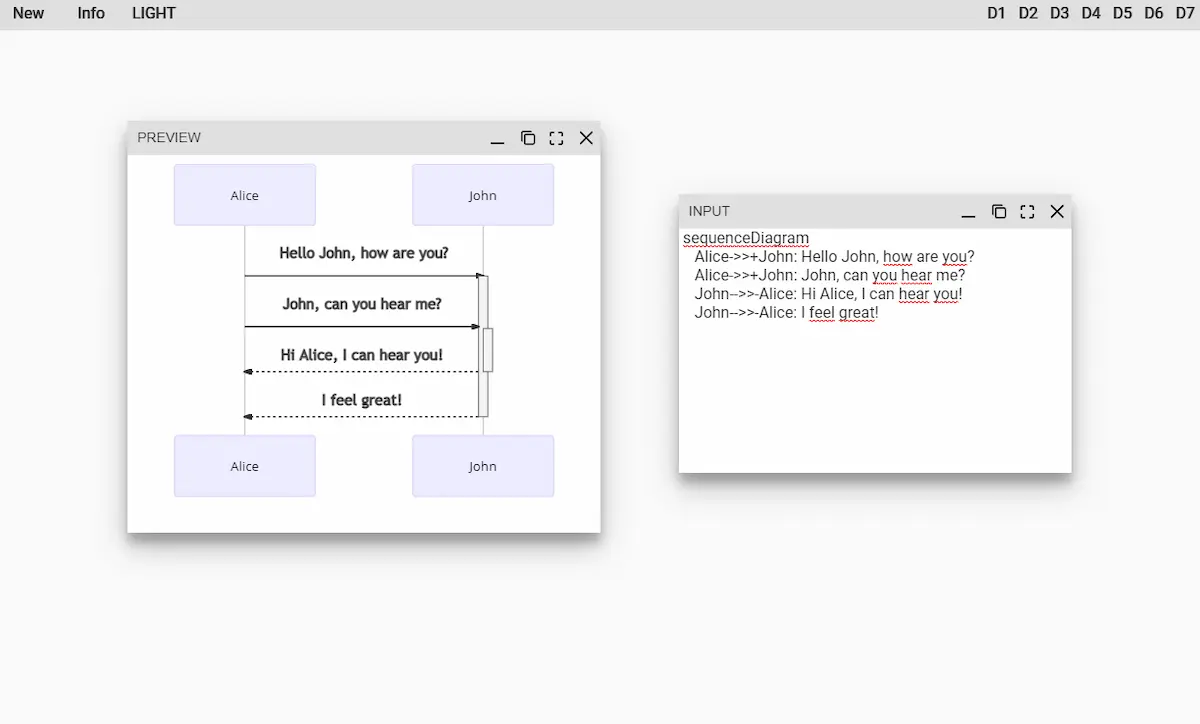 New Info LIGHT D1 D2 D3 D4 D5 D6 D7
PREVIEW
Alice John
Hello John, how are you?
John, can you hear me?
Hi Alice, I can hear you!
I feel great!
Alice John
INPUT
sequenceDiagram
Alice->>+John: Hello John, how are you?
Alice->>+John: John, can you hear me?
John-->>-Alice: Hi Alice, I can hear you!
John-->>-Alice: I feel great!